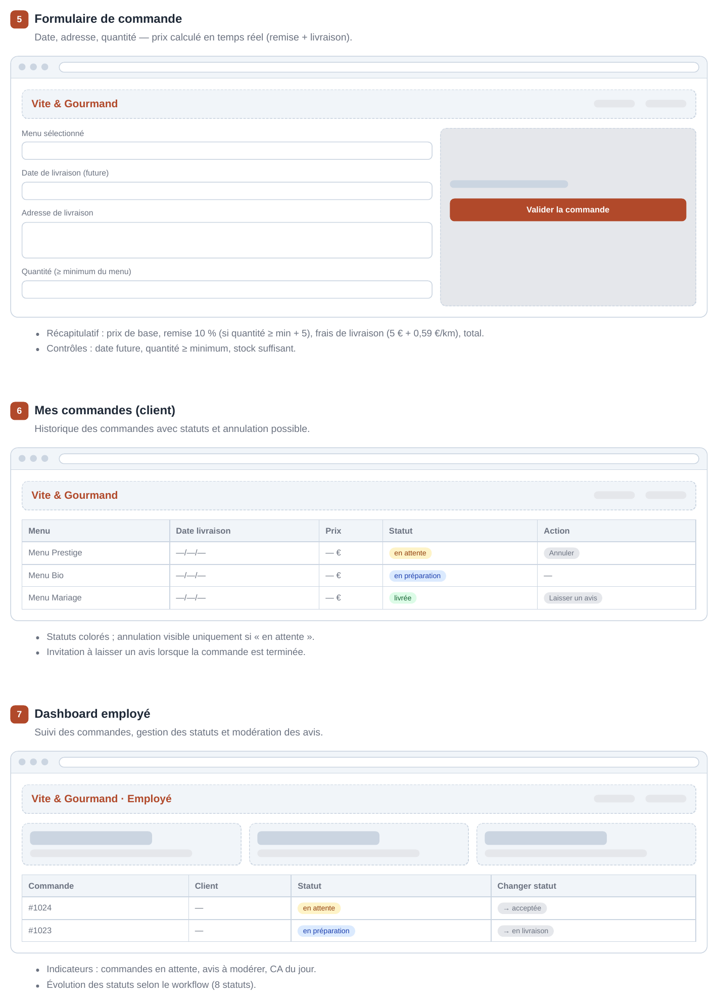 5
Formulaire de commande
Date, adresse, quantité — prix calculé en temps réel (remise + livraison).
Vite & Gourmand
Menu sélectionné
Date de livraison (future)
Adresse de livraison
Quantité (≥ minimum du menu)
Valider la commande
• Récapitulatif : prix de base, remise 10 % (si quantité ≥ min + 5), frais de livraison (5 € + 0,59 €/km), total.
• Contrôles : date future, quantité ≥ minimum, stock suffisant.
6
Mes commandes (client)
Historique des commandes avec statuts et annulation possible.
Vite & Gourmand
Menu Date livraison Prix Statut Action
Menu Prestige —/—/— — € en attente Annuler
Menu Bio —/—/— — € en préparation —
Menu Mariage —/—/— — € livrée Laisser un avis
• Statuts colorés ; annulation visible uniquement si « en attente ».
• Invitation à laisser un avis lorsque la commande est terminée.
7
Dashboard employé
Suivi des commandes, gestion des statuts et modération des avis.
Vite & Gourmand · Employé
Commande Client Statut Changer statut
#1024 — en attente → acceptée
#1023 — en préparation → en livraison
• Indicateurs : commandes en attente, avis à modérer, CA du jour.
• Évolution des statuts selon le workflow (8 statuts).